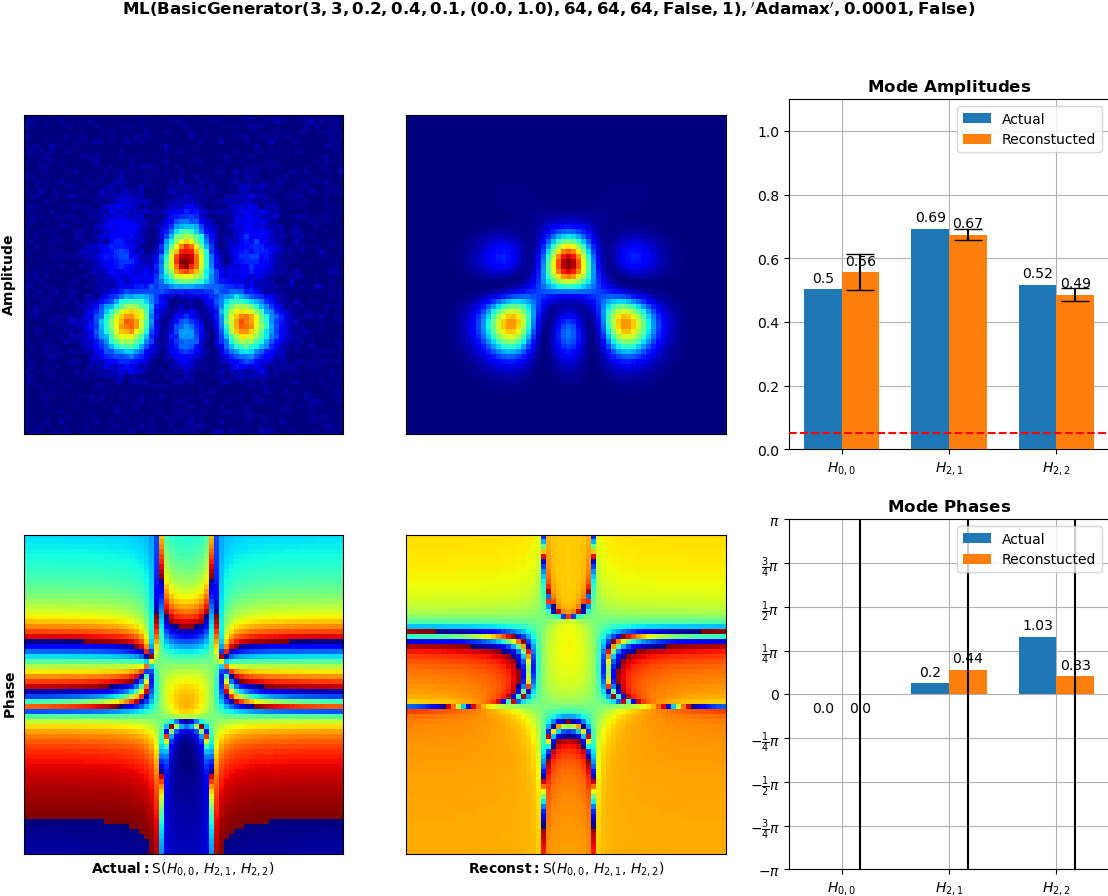 ML(BasicGenerator(3, 3, 0.2, 0.4, 0.1, (0.0, 1.0), 64, 64, 64, False, 1), ′Adamax′, 0.0001, False)
Mode Amplitudes
Actual
Reconstucted
1.0
0.8
0.6
0.4
0.2
0.0
0.5
0.56
0.69
0.67
0.52
0.49
H0,0
H2,1
H2,2
Amplitude
Mode Phases
Actual
Reconstucted
π
3/4π
1/2π
1/4π
0
−1/4π
−1/2π
−3/4π
−π
0.0
0.0
0.2
0.44
1.03
0.33
H0,0
H2,1
H2,2
Phase
Actual: S(H0,0, H2,1, H2,2)
Reconst: S(H0,0, H2,1, H2,2)